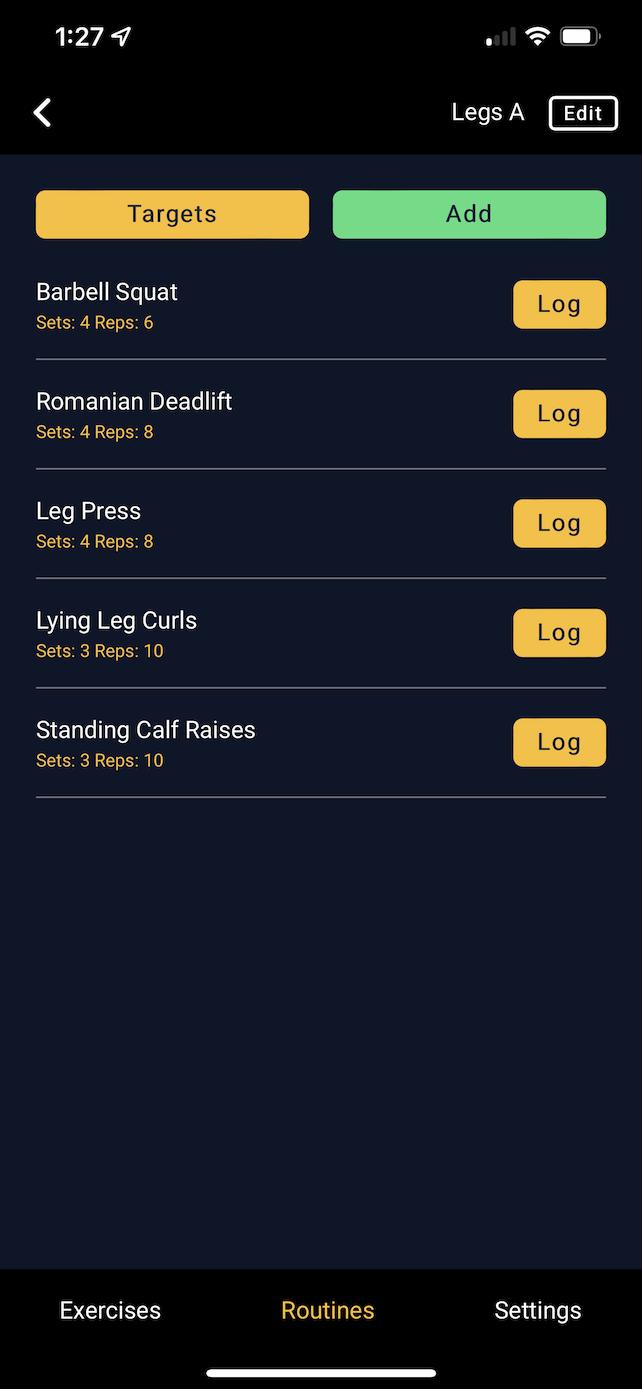 1:27
Legs A Edit
Targets Add
Barbell Squat
Sets: 4 Reps: 6
Log
Romanian Deadlift
Sets: 4 Reps: 8
Log
Leg Press
Sets: 4 Reps: 8
Log
Lying Leg Curls
Sets: 3 Reps: 10
Log
Standing Calf Raises
Sets: 3 Reps: 10
Log
Exercises Routines Settings